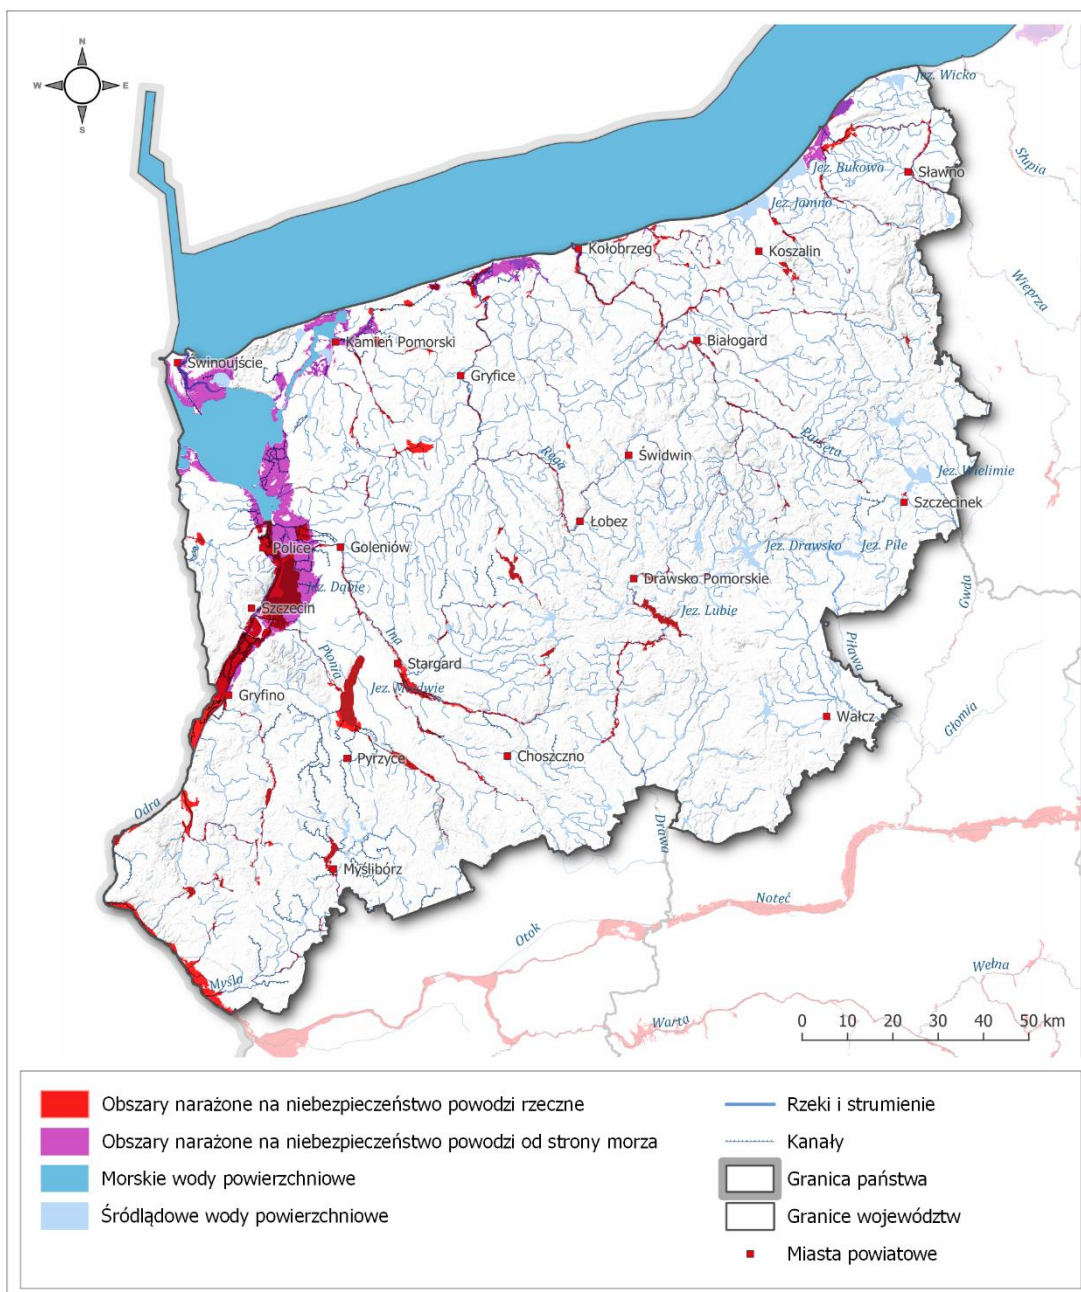 N
W E
S
Jez. Wicko
Słupia
Jez. Bukowo
Sławno
Jez. Jamno
Kołobrzeg
Koszalin
Wieprza
Kamień Pomorski
Białogard
Świnoujście
Gryfice
Parsęta
Rega
Świdwin
Jez. Wielimie
Szczecinek
Łobez
Police
Goleniów
Jez. Drawsko
Jez. Pile
Drawsko Pomorskie
Jez. Dąbie
Gwda
Szczecin
Jez. Lubie
Ina
Płonia
Piława
Stargard
Jez. Miedwie
Gryfino
Głomia
Wałcz
Pyrzyce
Choszczno
Odra
Drawa
Myślibórz
Noteć
Otok
Wełna
Myśla
Warta
0 10 20 30 40 50 km
Obszary narażone na niebezpieczeństwo powodzi rzeczne
Obszary narażone na niebezpieczeństwo powodzi od strony morza
Morskie wody powierzchniowe
Śródlądowe wody powierzchniowe
Rzeki i strumienie
Kanały
Granica państwa
Granice województw
Miasta powiatowe